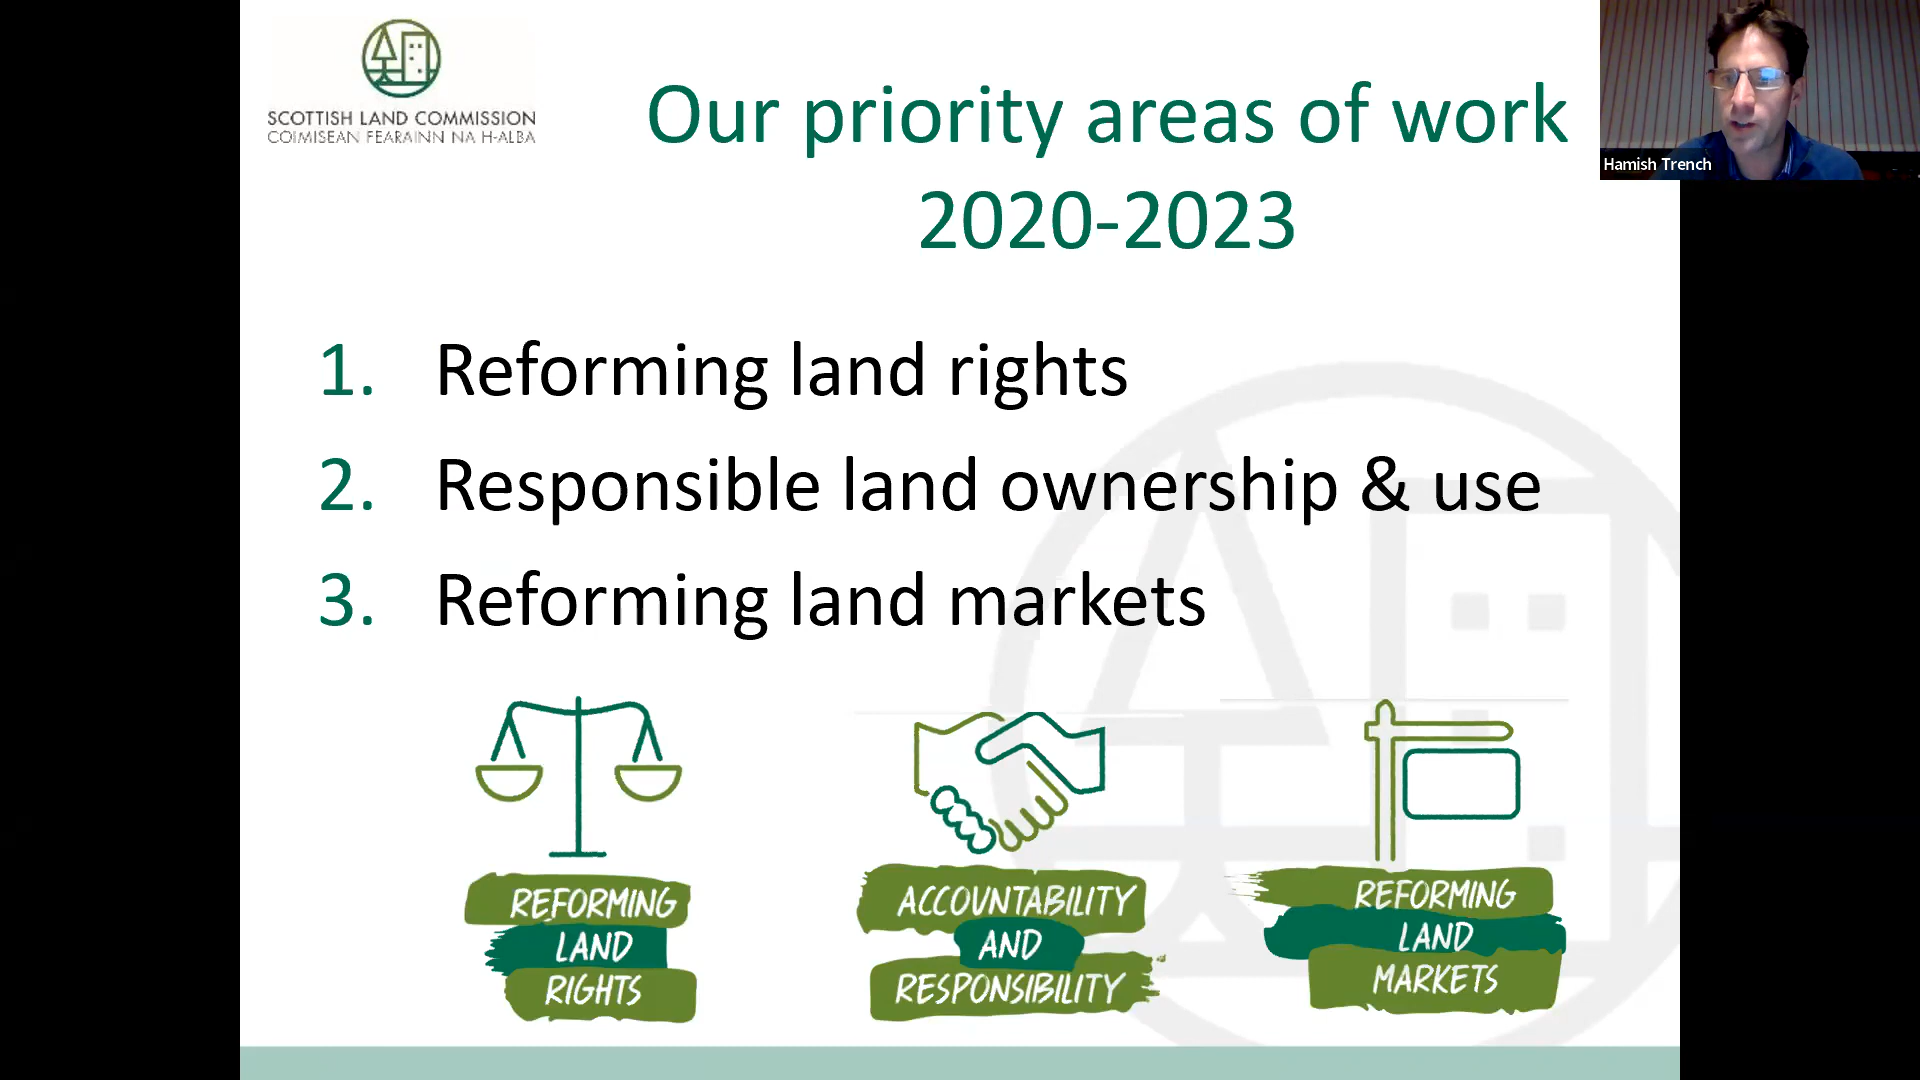 SCOTTISH LAND COMMISSION
COIMISEAN FEARAINN NA H-ALBA
Our priority areas of work
2020-2023
Hamish Trench
1. Reforming land rights
2. Responsible land ownership & use
3. Reforming land markets
REFORMING
LAND
RIGHTS
ACCOUNTABILITY
AND
RESPONSIBILITY
REFORMING
LAND
MARKETS